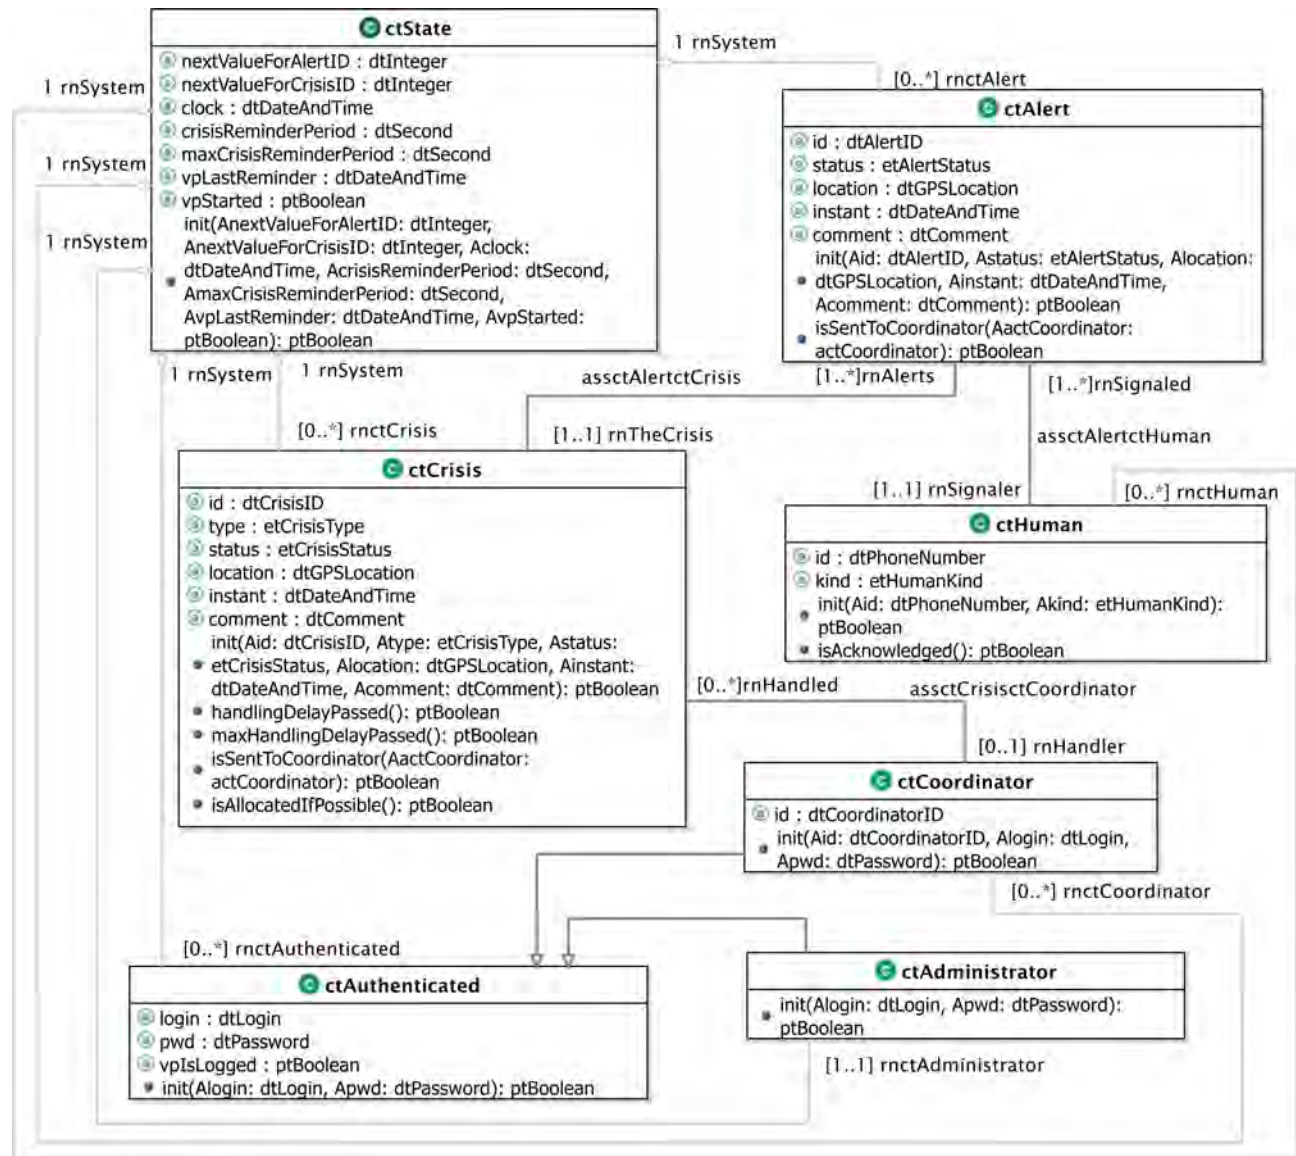 ctState
nextValueForAlertID : dtInteger
nextValueForCrisisID : dtInteger
clock : dtDateAndTime
crisisReminderPeriod : dtSecond
maxCrisisReminderPeriod : dtSecond
vpLastReminder : dtDateAndTime
vpStarted : ptBoolean
init(AnextValueForAlertID: dtInteger,
AnextValueForCrisisID: dtInteger, Aclock:
dtDateAndTime, AcrisisReminderPeriod: dtSecond,
AmaxCrisisReminderPeriod: dtSecond,
AvpLastReminder: dtDateAndTime, AvpStarted:
ptBoolean): ptBoolean
1 rnSystem
1 rnSystem
1 rnSystem
1 rnSystem
[0..*] rnctAlert
ctAlert
id : dtAlertID
status : etAlertStatus
location : dtGPSLocation
instant : dtDateAndTime
comment : dtComment
init(Aid: dtAlertID, Astatus: etAlertStatus, Alocation:
dtGPSLocation, Ainstant: dtDateAndTime,
Acomment: dtComment): ptBoolean
isSentToCoordinator(AactCoordinator:
actCoordinator): ptBoolean
1 rnSystem
1 rnSystem
assctAlertctCrisis
[1..*]rnAlerts
[1..*]rnSignaled
[0..*] rnctCrisis
[1..1] rnTheCrisis
assctAlertctHuman
ctCrisis
id : dtCrisisID
type : etCrisisType
status : etCrisisStatus
location : dtGPSLocation
instant : dtDateAndTime
comment : dtComment
init(Aid: dtCrisisID, Atype: etCrisisType, Astatus:
etCrisisStatus, Alocation: dtGPSLocation, Ainstant:
dtDateAndTime, Acomment: dtComment): ptBoolean
handlingDelayPassed(): ptBoolean
maxHandlingDelayPassed(): ptBoolean
isSentToCoordinator(AactCoordinator:
actCoordinator): ptBoolean
isAllocatedIfPossible(): ptBoolean
[1..1] rnSignaler
[0..*] rnctHuman
ctHuman
id : dtPhoneNumber
kind : etHumanKind
init(Aid: dtPhoneNumber, Akind: etHumanKind):
ptBoolean
isAcknowledged(): ptBoolean
[0..*]rnHandled
assctCrisisctCoordinator
[0..1] rnHandler
ctCoordinator
id : dtCoordinatorID
init(Aid: dtCoordinatorID, Alogin: dtLogin,
Apwd: dtPassword): ptBoolean
[0..*] rnctCoordinator
[0..*] rnctAuthenticated
ctAuthenticated
login : dtLogin
pwd : dtPassword
vpIsLogged : ptBoolean
init(Alogin: dtLogin, Apwd: dtPassword): ptBoolean
ctAdministrator
init(Alogin: dtLogin, Apwd: dtPassword):
ptBoolean
[1..1] rnctAdministrator